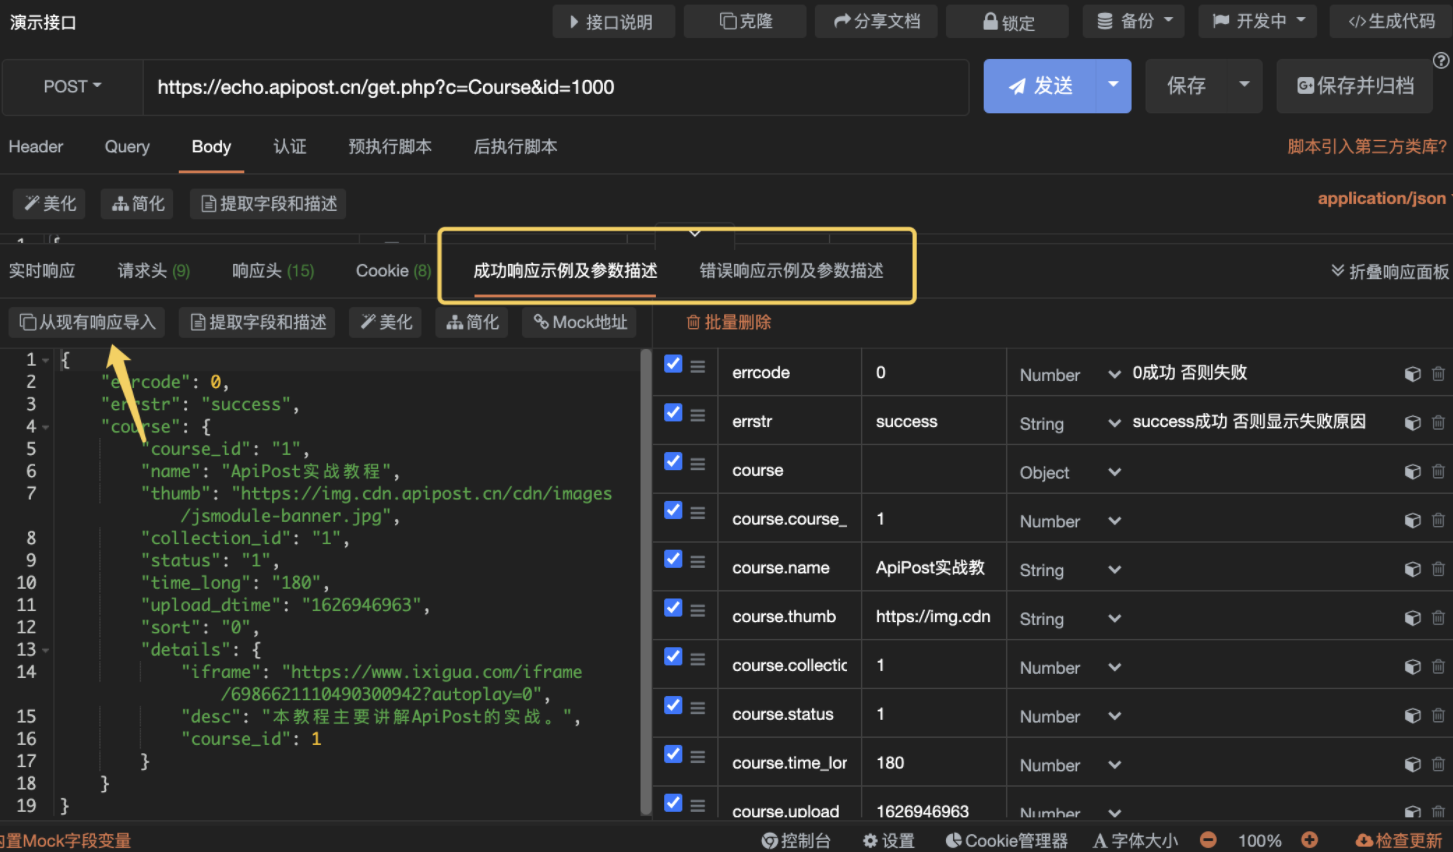 演示接口
接口说明 克隆 分享文档 锁定 备份 开发中 </>生成代码
POST https://echo.apipost.cn/get.php?c=Course&id=1000 发送 保存 保存并归档
Header Query Body 认证 预执行脚本 后执行脚本 脚本引入第三方类库?
美化 简化 提取字段和描述 application/json
1 {
实时响应 请求头 (9) 响应头 (15) Cookie (8) 成功响应示例及参数描述 错误响应示例及参数描述 折叠响应面板
从现有响应导入 提取字段和描述 美化 简化 Mock地址 批量删除
1 {
2 "errcode": 0,
3 "errstr": "success",
4 "course": {
5 "course_id": "1",
6 "name": "ApiPost实战教程",
7 "thumb": "https://img.cdn.apipost.cn/cdn/images
/jsmodule-banner.jpg",
8 "collection_id": "1",
9 "status": "1",
10 "time_long": "180",
11 "upload_dtime": "1626946963",
12 "sort": "0",
13 "details": {
14 "iframe": "https://www.ixigua.com/iframe
/6986621110490300942?autoplay=0",
15 "desc": "本教程主要讲解ApiPost的实战。",
16 "course_id": 1
17 }
18 }
19 }
errcode 0 Number 0成功 否则失败
errstr success String success成功 否则显示失败原因
course Object
course.course_ 1 Number
course.name ApiPost实战教 String
course.thumb https://img.cdn String
course.collectic 1 Number
course.status 1 Number
course.time_lor 180 Number
course.upload 1626946963 Number
内置Mock字段变量 控制台 设置 Cookie管理器 A 字体大小 100% 检查更新